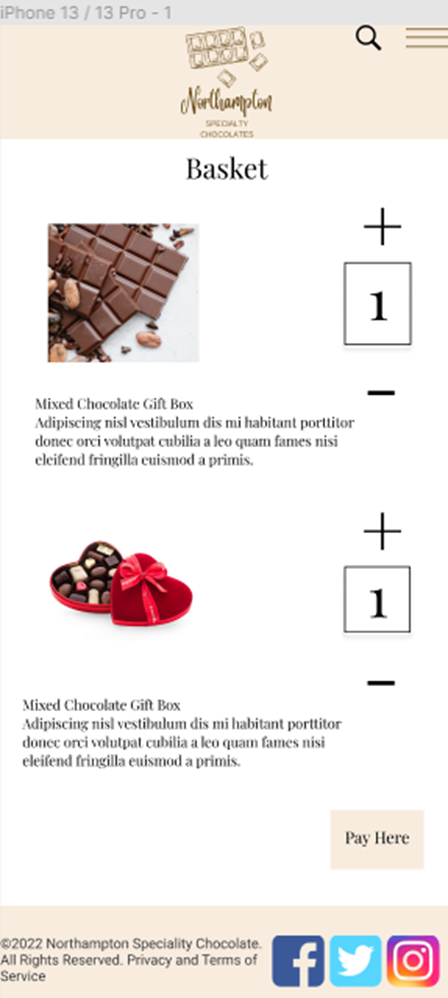 iPhone 13 / 13 Pro - 1
Northampton
SPECIALTY
CHOCOLATES
Basket
1
Mixed Chocolate Gift Box
Adipiscing nisl vestibulum dis mi habitant porttitor
donec orci volutpat cubilia a leo quam fames nisi
eleifend fringilla euismod a primis.
1
Mixed Chocolate Gift Box
Adipiscing nisl vestibulum dis mi habitant porttitor
donec orci volutpat cubilia a leo quam fames nisi
eleifend fringilla euismod a primis.
Pay Here
©2022 Northampton Speciality Chocolate.
All Rights Reserved. Privacy and Terms of
Service